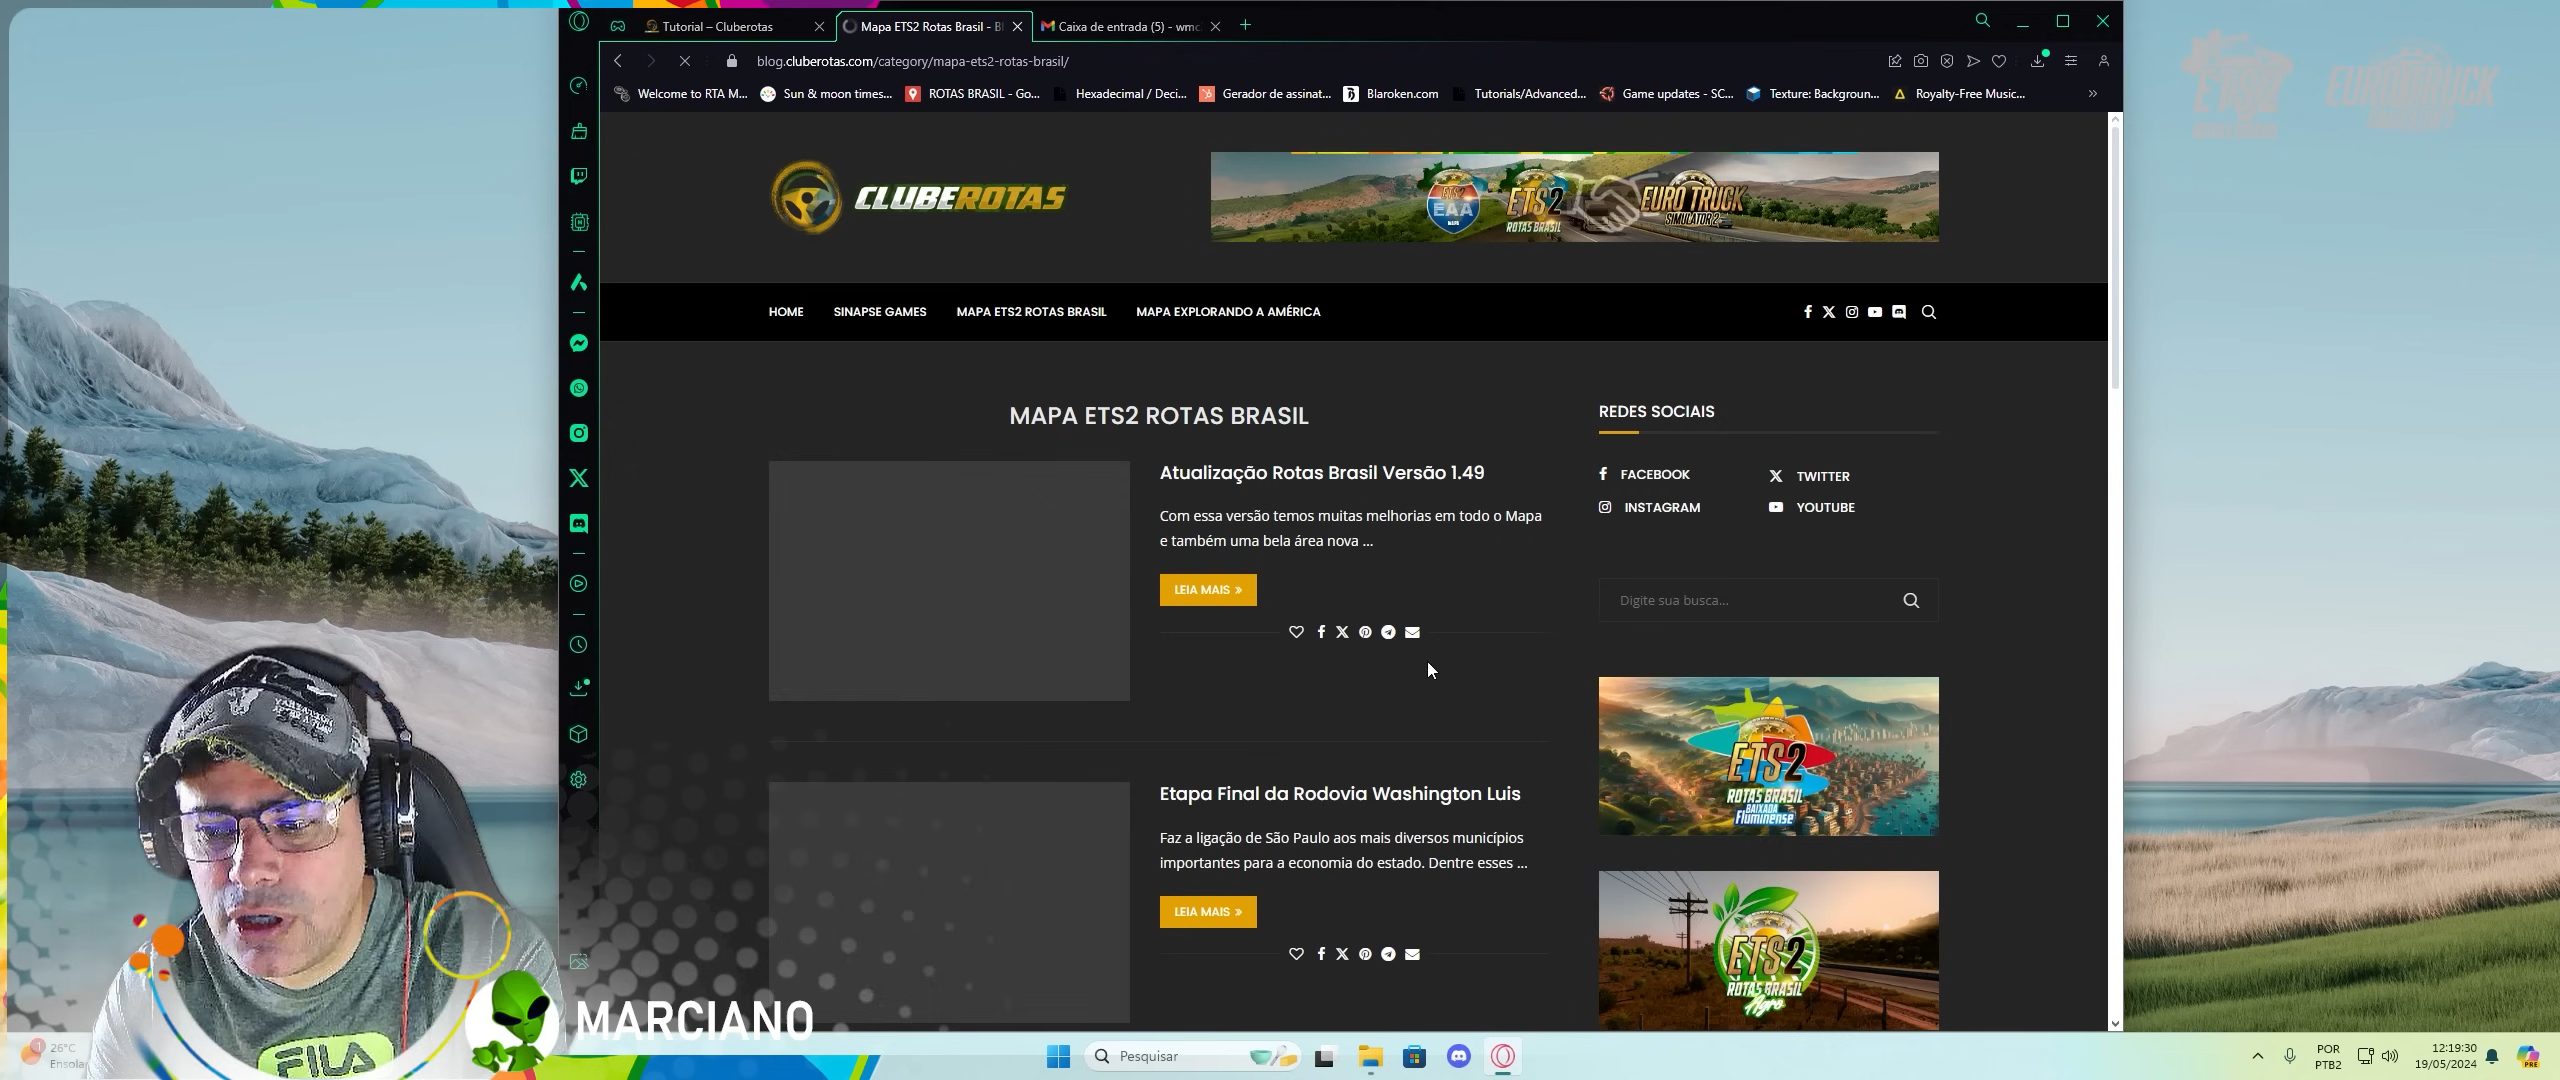 Tutorial – Cluberotas
Mapa ETS2 Rotas Brasil - Bl
Caixa de entrada (5) - wmc
blog.cluberotas.com/category/mapa-ets2-rotas-brasil/
Welcome to RTA M...
Sun & moon times...
ROTAS BRASIL - Go...
Hexadecimal / Deci...
Gerador de assinat...
Blaroken.com
Tutorials/Advanced...
Game updates - SC...
Texture: Backgroun...
Royalty-Free Music...
CLUBEROTAS
ETS2
EAA
MAPA
ETS2
ROTAS BRASIL
EURO TRUCK
SIMULATOR 2
HOME
SINAPSE GAMES
MAPA ETS2 ROTAS BRASIL
MAPA EXPLORANDO A AMÉRICA
MAPA ETS2 ROTAS BRASIL
Atualização Rotas Brasil Versão 1.49
Com essa versão temos muitas melhorias em todo o Mapa
e também uma bela área nova ...
LEIA MAIS »
Etapa Final da Rodovia Washington Luis
Faz a ligação de São Paulo aos mais diversos municípios
importantes para a economia do estado. Dentre esses ...
LEIA MAIS »
REDES SOCIAIS
FACEBOOK
TWITTER
INSTAGRAM
YOUTUBE
Digite sua busca...
ETS2
ROTAS BRASIL
BAIXADA
Fluminense
ETS2
ROTAS BRASIL
Agro
FILA
MARCIANO
1
26°C
Ensola
Pesquisar
POR
PTB2
12:19:30
19/05/2024
PRE